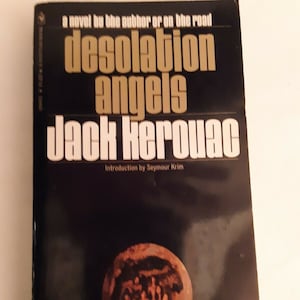 a novel by the author of on the road
desolation
angels
Jack Kerouac
Introduction by Seymour Krim